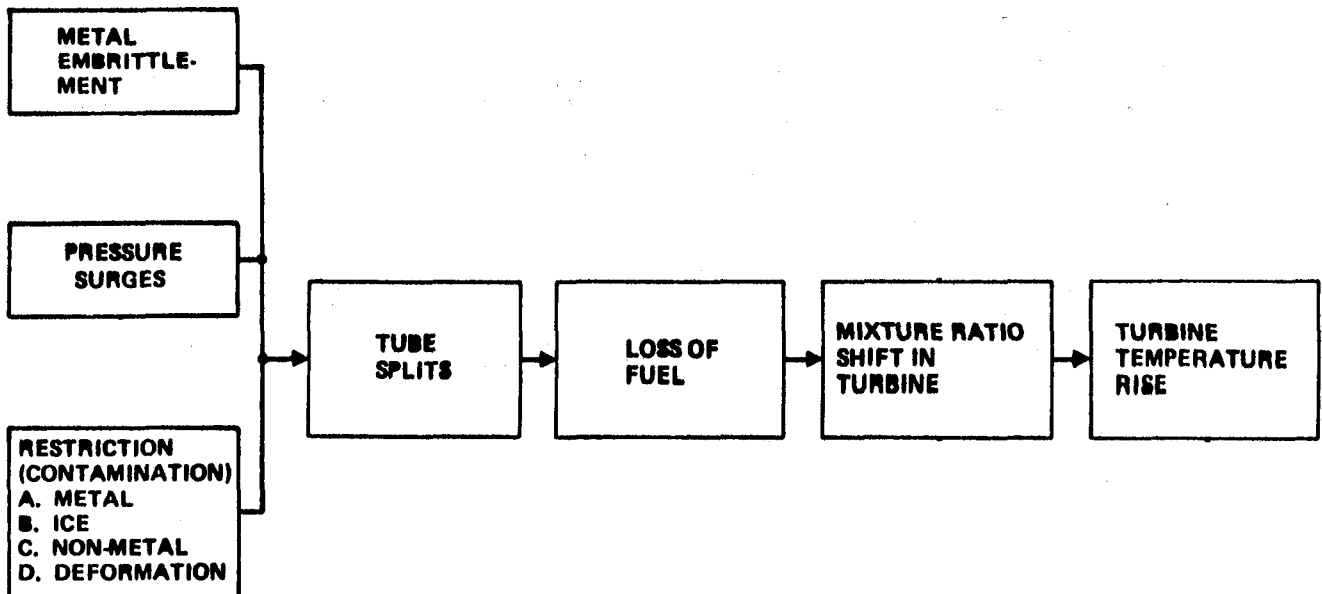 METAL
EMBRITTLE-
MENT
PRESSURE
SURGES
RESTRICTION
(CONTAMINATION)
A. METAL
B. ICE
C. NON-METAL
D. DEFORMATION
TUBE
SPLITS
LOSS OF
FUEL
MIXTURE RATIO
SHIFT IN
TURBINE
TURBINE
TEMPERATURE
RISE